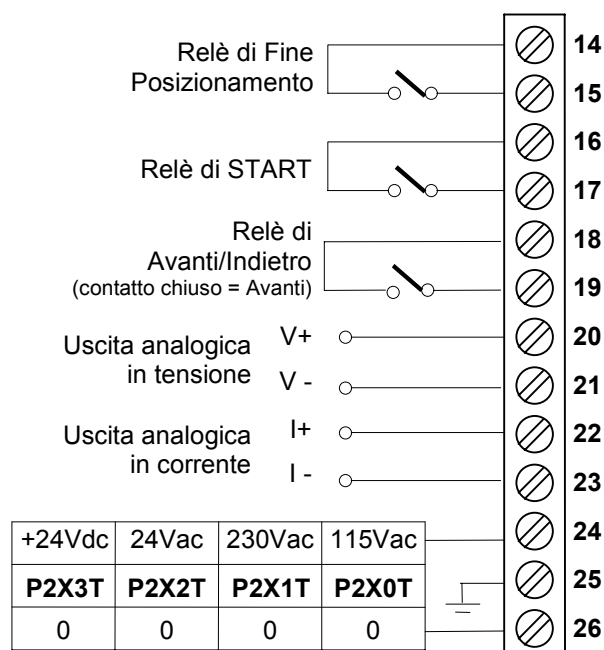 Relè di Fine
Posizionamento
14
15
Relè di START
16
17
Relè di
Avanti/Indietro
(contatto chiuso = Avanti)
18
19
Uscita analogica
in tensione
V+
V -
20
21
Uscita analogica
in corrente
I+
I -
22
23
+24Vdc 24Vac 230Vac 115Vac
24
P2X3T P2X2T P2X1T P2X0T
25
0 0 0 0
26